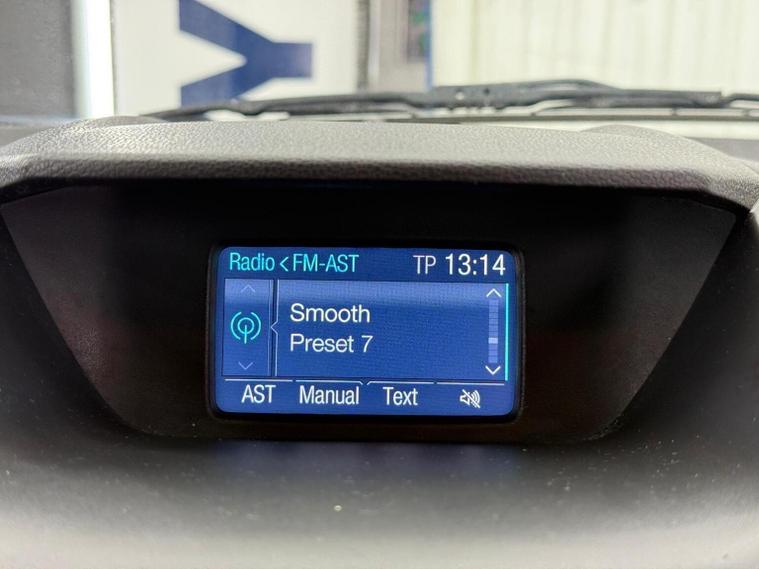 Radio < FM-AST TP 13:14
Smooth
Preset 7
AST Manual Text